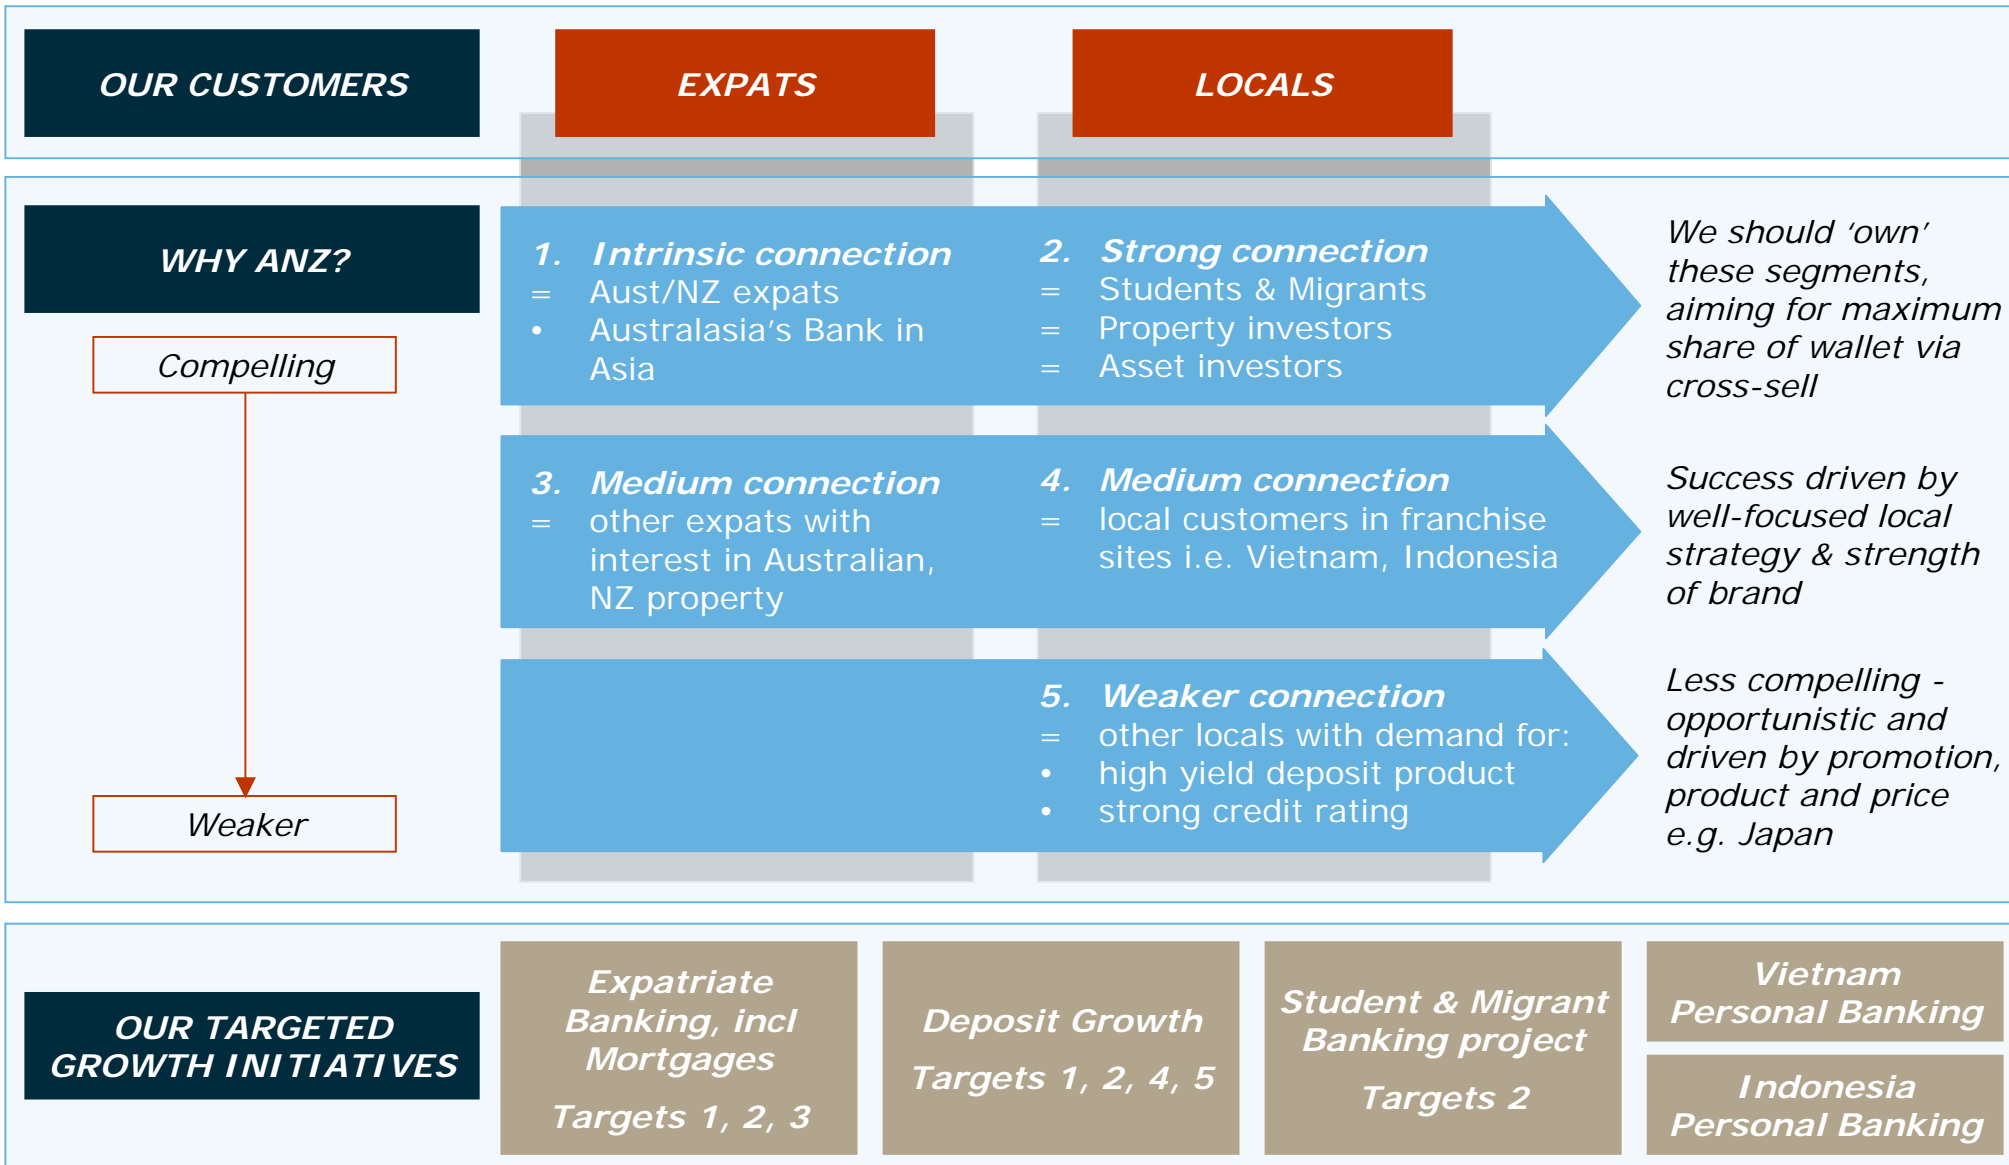 OUR CUSTOMERS
EXPATS
LOCALS
WHY ANZ?
Compelling
Weaker
1. Intrinsic connection
= Aust/NZ expats
• Australasia's Bank in
Asia
2. Strong connection
= Students & Migrants
= Property investors
= Asset investors
We should ‘own’
these segments,
aiming for maximum
share of wallet via
cross-sell
3. Medium connection
= other expats with
interest in Australian,
NZ property
4. Medium connection
= local customers in franchise
sites i.e. Vietnam, Indonesia
Success driven by
well-focused local
strategy & strength
of brand
5. Weaker connection
= other locals with demand for:
• high yield deposit product
• strong credit rating
Less compelling -
opportunistic and
driven by promotion,
product and price
e.g. Japan
OUR TARGETED
GROWTH INITIATIVES
Expatriate
Banking, incl
Mortgages
Targets 1, 2, 3
Deposit Growth
Targets 1, 2, 4, 5
Student & Migrant
Banking project
Targets 2
Vietnam
Personal Banking
Indonesia
Personal Banking